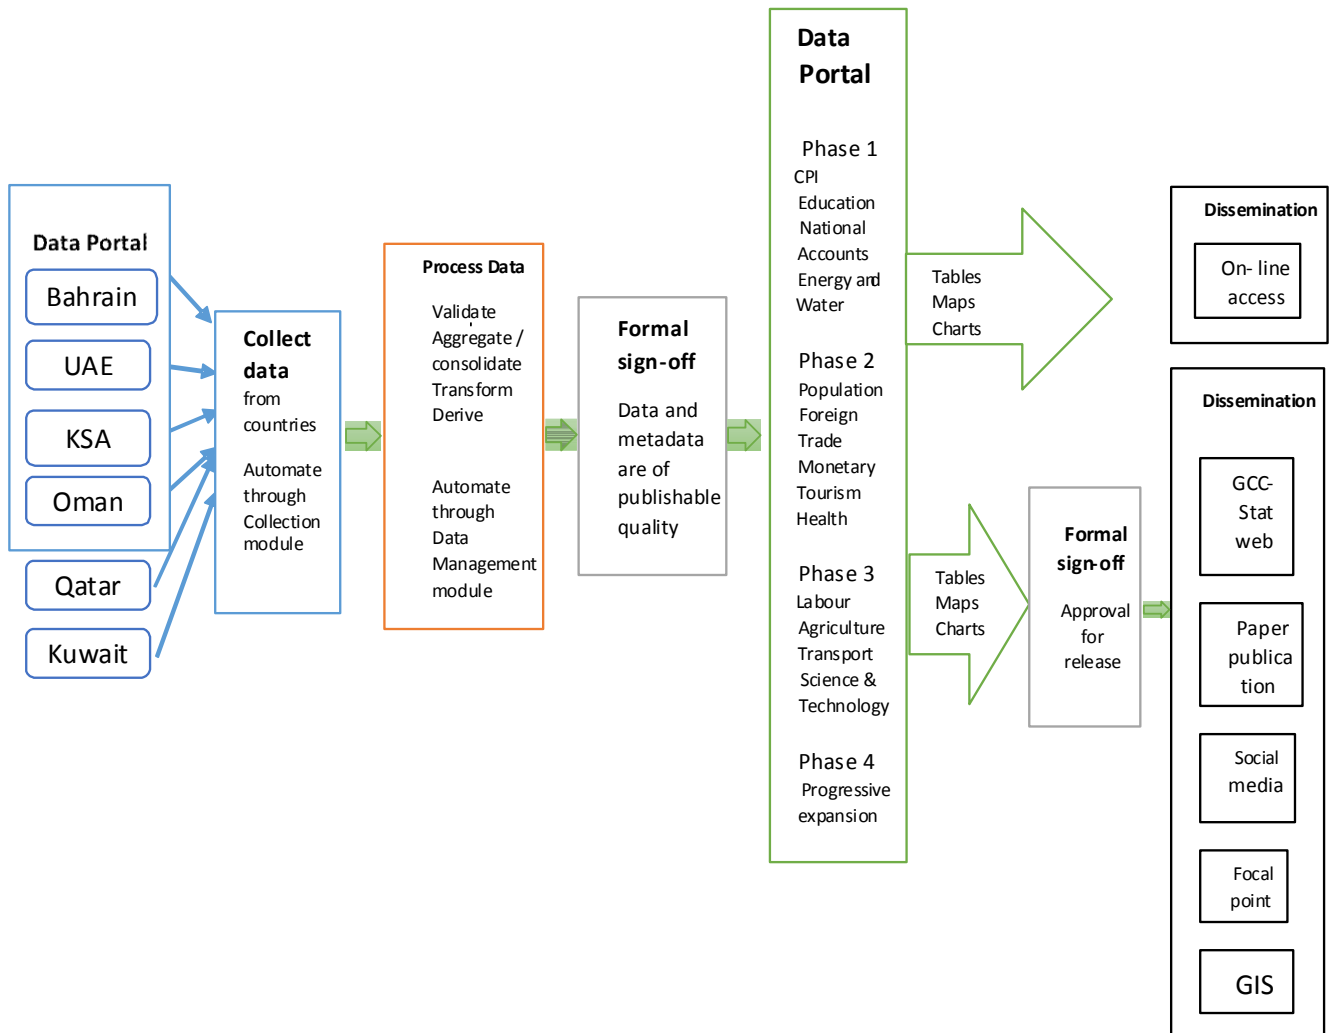 Data Portal
Bahrain
UAE
KSA
Oman
Qatar
Kuwait
Collect
data
from
countries
Automate
through
Collection
module
Process Data
Validate
Aggregate /
consolidate
Transform
Derive
Automate
through
Data
Management
module
Formal
sign-off
Data and
metadata
are of
publishable
quality
Data
Portal
Phase 1
CPI
Education
National
Accounts
Energy and
Water
Phase 2
Population
Foreign
Trade
Monetary
Tourism
Health
Phase 3
Labour
Agriculture
Transport
Science &
Technology
Phase 4
Progressive
expansion
Tables
Maps
Charts
Tables
Maps
Charts
Formal
sign-off
Approval
for
release
Dissemination
On- line
access
Dissemination
GCC-
Stat
web
Paper
publica
tion
Social
media
Focal
point
GIS